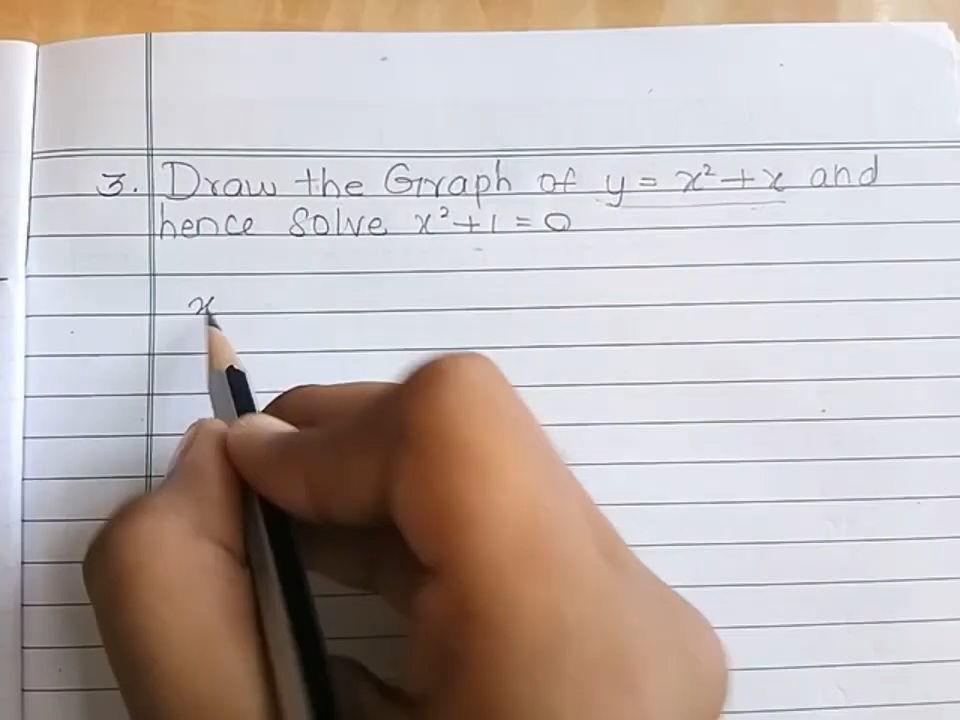 3. Draw the Graph of y = x² + x and
hence Solve x² + 1 = 0
x